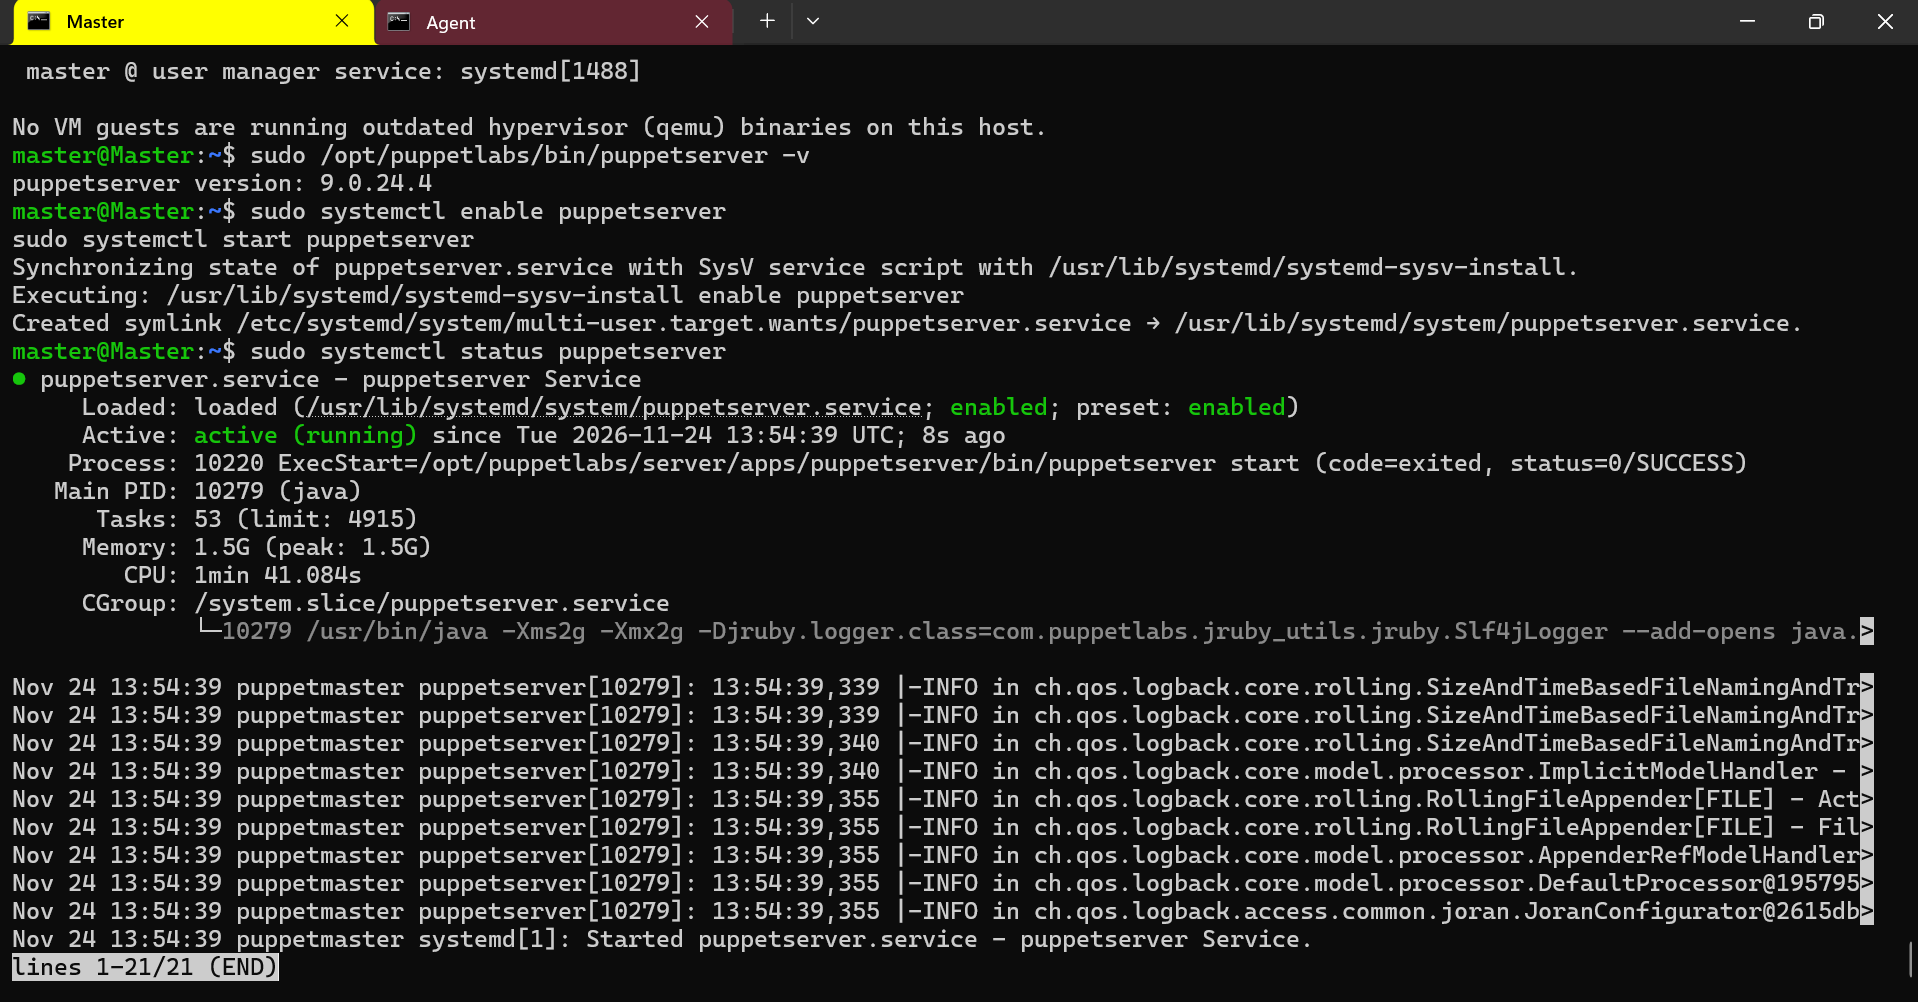 Master
Agent
master @ user manager service: systemd[1488]
No VM guests are running outdated hypervisor (qemu) binaries on this host.
master@Master:~$ sudo /opt/puppetlabs/bin/puppetserver -v
puppetserver version: 9.0.24.4
master@Master:~$ sudo systemctl enable puppetserver
sudo systemctl start puppetserver
Synchronizing state of puppetserver.service with SysV service script with /usr/lib/systemd/systemd-sysv-install.
Executing: /usr/lib/systemd/systemd-sysv-install enable puppetserver
Created symlink /etc/systemd/system/multi-user.target.wants/puppetserver.service → /usr/lib/systemd/system/puppetserver.service.
master@Master:~$ sudo systemctl status puppetserver
● puppetserver.service - puppetserver Service
Loaded: loaded (/usr/lib/systemd/system/puppetserver.service; enabled; preset: enabled)
Active: active (running) since Tue 2026-11-24 13:54:39 UTC; 8s ago
Process: 10220 ExecStart=/opt/puppetlabs/server/apps/puppetserver/bin/puppetserver start (code=exited, status=0/SUCCESS)
Main PID: 10279 (java)
Tasks: 53 (limit: 4915)
Memory: 1.5G (peak: 1.5G)
CPU: 1min 41.084s
CGroup: /system.slice/puppetserver.service
└─10279 /usr/bin/java -Xms2g -Xmx2g -Djruby.logger.class=com.puppetlabs.jruby_utils.jruby.Slf4jLogger --add-opens java.>
Nov 24 13:54:39 puppetmaster puppetserver[10279]: 13:54:39,339 |-INFO in ch.qos.logback.core.rolling.SizeAndTimeBasedFileNamingAndTr>
Nov 24 13:54:39 puppetmaster puppetserver[10279]: 13:54:39,339 |-INFO in ch.qos.logback.core.rolling.SizeAndTimeBasedFileNamingAndTr>
Nov 24 13:54:39 puppetmaster puppetserver[10279]: 13:54:39,340 |-INFO in ch.qos.logback.core.rolling.SizeAndTimeBasedFileNamingAndTr>
Nov 24 13:54:39 puppetmaster puppetserver[10279]: 13:54:39,340 |-INFO in ch.qos.logback.core.model.processor.ImplicitModelHandler - >
Nov 24 13:54:39 puppetmaster puppetserver[10279]: 13:54:39,355 |-INFO in ch.qos.logback.core.rolling.RollingFileAppender[FILE] - Act>
Nov 24 13:54:39 puppetmaster puppetserver[10279]: 13:54:39,355 |-INFO in ch.qos.logback.core.rolling.RollingFileAppender[FILE] - Fil>
Nov 24 13:54:39 puppetmaster puppetserver[10279]: 13:54:39,355 |-INFO in ch.qos.logback.core.model.processor.AppenderRefModelHandler>
Nov 24 13:54:39 puppetmaster puppetserver[10279]: 13:54:39,355 |-INFO in ch.qos.logback.core.model.processor.DefaultProcessor@195795>
Nov 24 13:54:39 puppetmaster puppetserver[10279]: 13:54:39,355 |-INFO in ch.qos.logback.access.common.joran.JoranConfigurator@2615db>
Nov 24 13:54:39 puppetmaster systemd[1]: Started puppetserver.service - puppetserver Service.
lines 1-21/21 (END)